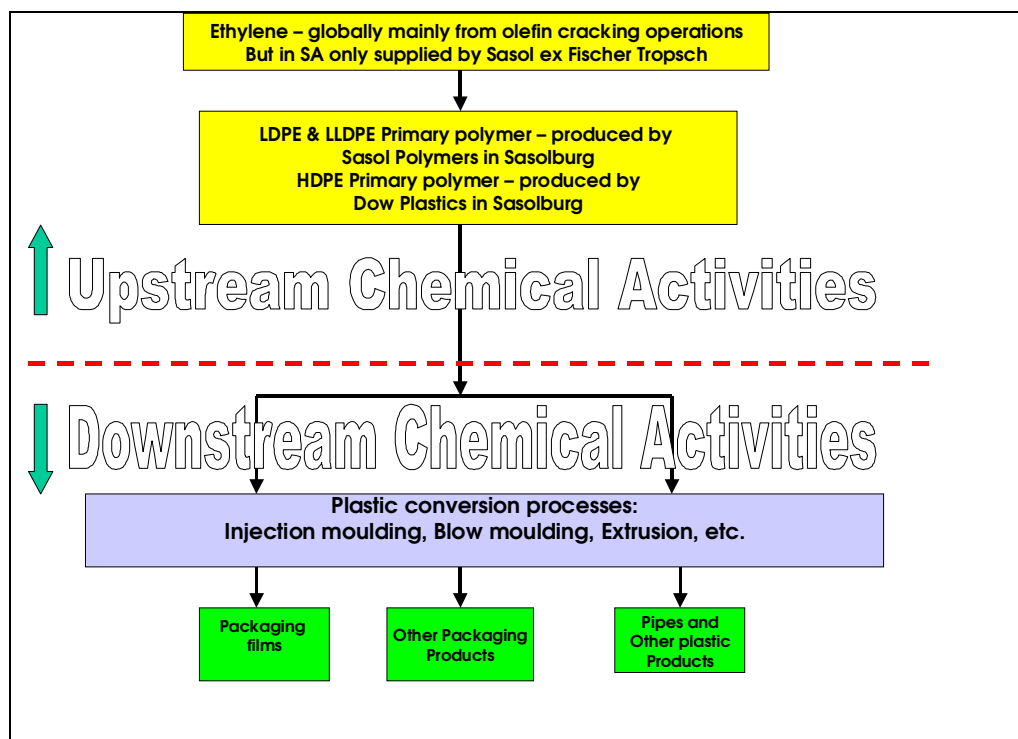 Ethylene – globally mainly from olefin cracking operations
But in SA only supplied by Sasol ex Fischer Tropsch
LDPE & LLDPE Primary polymer – produced by
Sasol Polymers in Sasolburg
HDPE Primary polymer – produced by
Dow Plastics in Sasolburg
Upstream Chemical Activities
Downstream Chemical Activities
Plastic conversion processes:
Injection moulding, Blow moulding, Extrusion, etc.
Packaging
films
Other Packaging
Products
Pipes and
Other plastic
Products